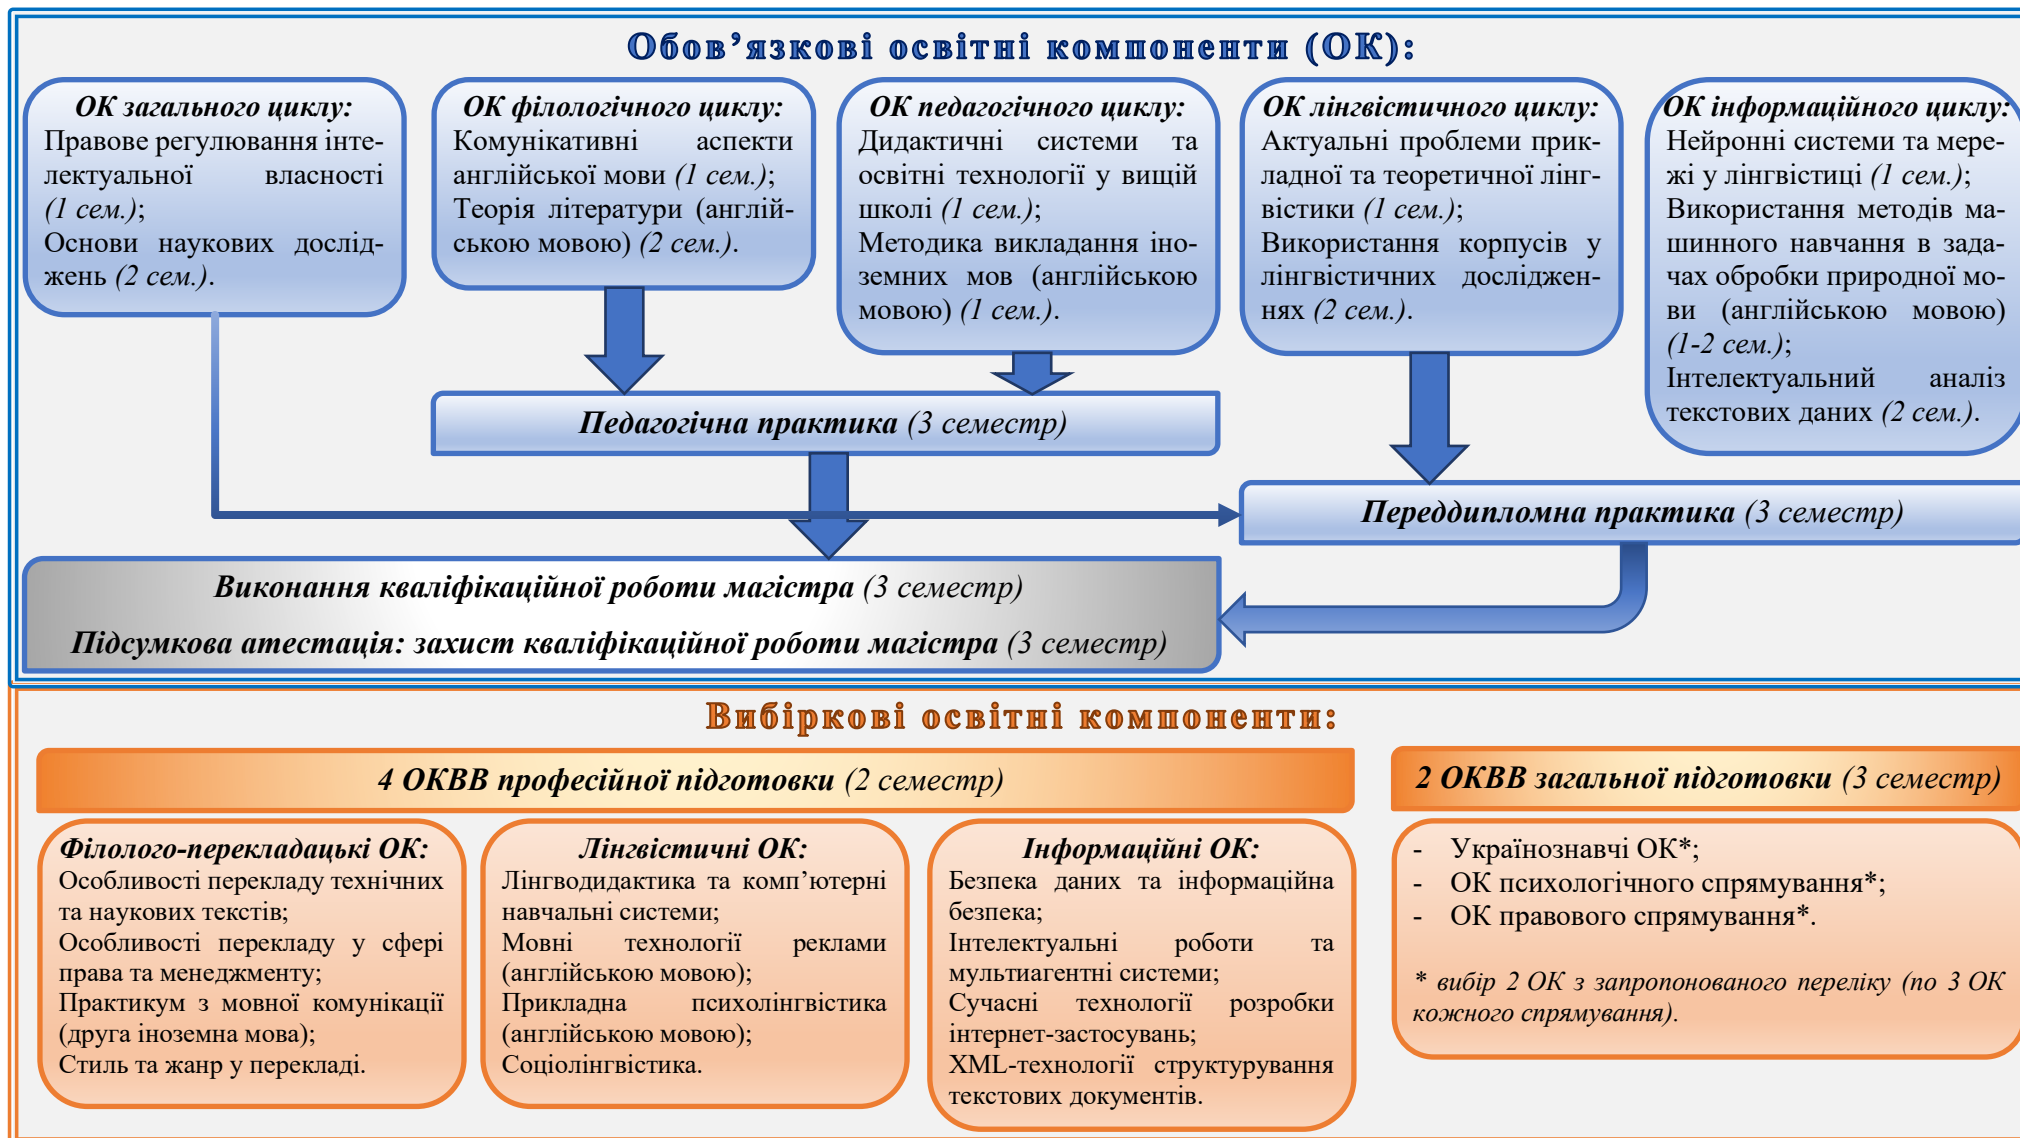 Обов’язкові освітні компоненти (ОК):
ОК загального циклу:
Правове регулювання інте-
лектуальної власності
(1 сем.);
Основи наукових дослід-
жень (2 сем.).
ОК філологічного циклу:
Комунікативні аспекти
англійської мови (1 сем.);
Теорія літератури (англій-
ською мовою) (2 сем.).
ОК педагогічного циклу:
Дидактичні системи та
освітні технології у вищій
школі (1 сем.);
Методика викладання іно-
земних мов (англійською
мовою) (1 сем.).
ОК лінгвістичного циклу:
Актуальні проблеми прик-
ладної та теоретичної лінг-
вістики (1 сем.);
Використання корпусів у
лінгвістичних досліджен-
нях (2 сем.).
ОК інформаційного циклу:
Нейронні системи та мере-
жі у лінгвістиці (1 сем.);
Використання методів ма-
шинного навчання в зада-
чах обробки природної мо-
ви (англійською мовою)
(1-2 сем.);
Інтелектуальний аналіз
текстових даних (2 сем.).
Педагогічна практика (3 семестр)
Переддипломна практика (3 семестр)
Виконання кваліфікаційної роботи магістра (3 семестр)
Підсумкова атестація: захист кваліфікаційної роботи магістра (3 семестр)
Вибіркові освітні компоненти:
4 ОКВВ професійної підготовки (2 семестр)
Філолого-перекладацькі ОК:
Особливості перекладу технічних
та наукових текстів;
Особливості перекладу у сфері
права та менеджменту;
Практикум з мовної комунікації
(друга іноземна мова);
Стиль та жанр у перекладі.
Лінгвістичні ОК:
Лінгводидактика та комп’ютерні
навчальні системи;
Мовні технології реклами
(англійською мовою);
Прикладна психолінгвістика
(англійською мовою);
Соціолінгвістика.
Інформаційні ОК:
Безпека даних та інформаційна
безпека;
Інтелектуальні роботи та
мультиагентні системи;
Сучасні технології розробки
інтернет-застосувань;
XML-технології структурування
текстових документів.
2 ОКВВ загальної підготовки (3 семестр)
- Українознавчі ОК*;
- ОК психологічного спрямування*;
- ОК правового спрямування*.
* вибір 2 ОК з запропонованого переліку (по 3 ОК
кожного спрямування).